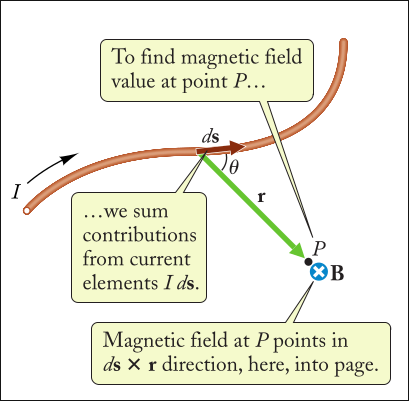 To find magnetic field
value at point P…
ds
θ
I
r
…we sum
contributions
from current
elements I ds.
P
B
Magnetic field at P points in
ds × r direction, here, into page.